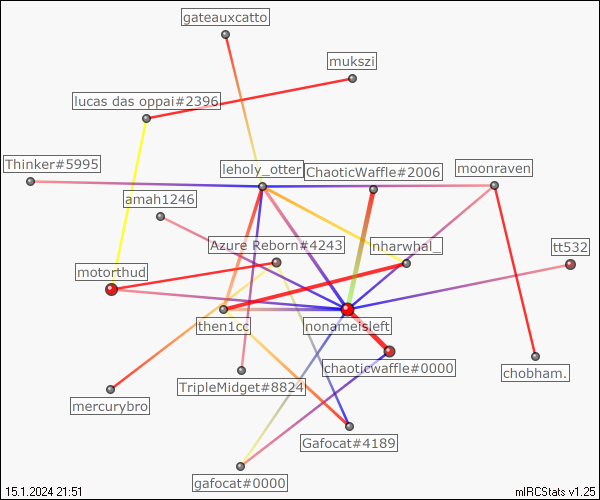 gateauxcatto
mukszi
lucas das oppai#2396
Thinker#5995
leholy_otter
ChaoticWaffle#2006
moonraven
amah1246
Azure Reborn#4243
nharwhal_
tt532
motorthud
then1cc
nonameisleft
chaoticwaffle#0000
chobham.
TripleMidget#8824
mercurybro
Gafocat#4189
gafocat#0000
15.1.2024 21:51
mIRCStats v1.25